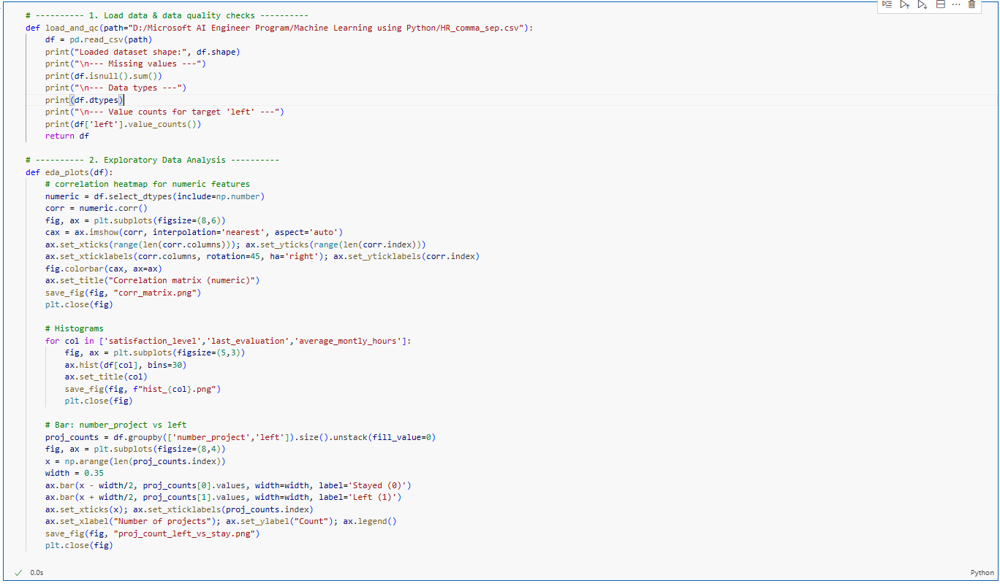 # ---------- 1. Load data & data quality checks ----------
def load_and_qc(path="D:/Microsoft AI Engineer Program/Machine Learning using Python/HR_comma_sep.csv"):
    df = pd.read_csv(path)
    print("Loaded dataset shape:", df.shape)
    print("\n--- Missing values ---")
    print(df.isnull().sum())
    print("\n--- Data types ---")
    print(df.dtypes)
    print("\n--- Value counts for target 'left' ---")
    print(df['left'].value_counts())
    return df

# ---------- 2. Exploratory Data Analysis ----------
def eda_plots(df):
    # correlation heatmap for numeric features
    numeric = df.select_dtypes(include=np.number)
    corr = numeric.corr()
    fig, ax = plt.subplots(figsize=(8,6))
    cax = ax.imshow(corr, interpolation='nearest', aspect='auto')
    ax.set_xticks(range(len(corr.columns))); ax.set_yticks(range(len(corr.index)))
    ax.set_xticklabels(corr.columns, rotation=45, ha='right'); ax.set_yticklabels(corr.index)
    fig.colorbar(cax, ax=ax)
    ax.set_title("Correlation matrix (numeric)")
    save_fig(fig, "corr_matrix.png")
    plt.close(fig)

    # Histograms
    for col in ['satisfaction_level','last_evaluation','average_montly_hours']:
        fig, ax = plt.subplots(figsize=(5,3))
        ax.hist(df[col], bins=30)
        ax.set_title(col)
        save_fig(fig, f"hist_{col}.png")
        plt.close(fig)

    # Bar: number_project vs left
    proj_counts = df.groupby(['number_project','left']).size().unstack(fill_value=0)
    fig, ax = plt.subplots(figsize=(8,4))
    x = np.arange(len(proj_counts.index))
    width = 0.35
    ax.bar(x - width/2, proj_counts[0].values, width=width, label='Stayed (0)')
    ax.bar(x + width/2, proj_counts[1].values, width=width, label='Left (1)')
    ax.set_xticks(x); ax.set_xticklabels(proj_counts.index)
    ax.set_xlabel("Number of projects"); ax.set_ylabel("Count"); ax.legend()
    save_fig(fig, "proj_count_left_vs_stay.png")
    plt.close(fig)
0.0s
Python